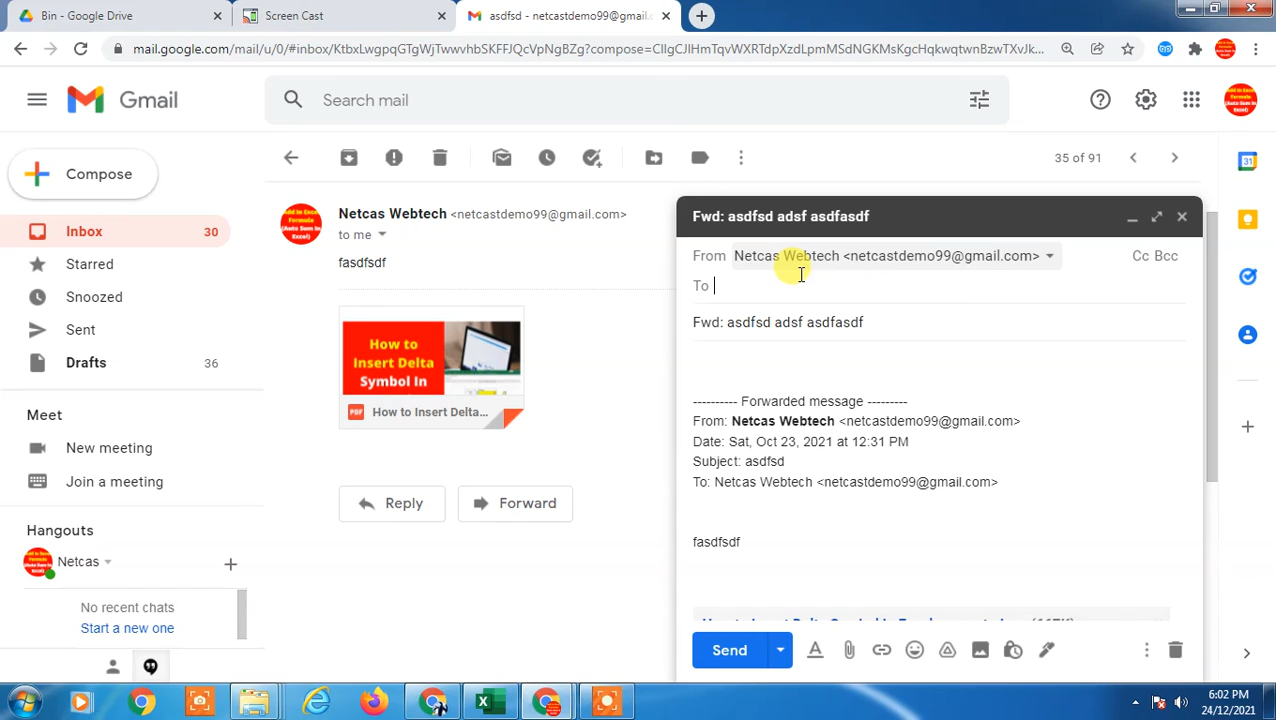 Bin - Google Drive
Screen Cast
asdfsd - netcastdemo99@gmail.
mail.google.com/mail/u/0/#inbox/
Gmail
Search mail
Compose
35 of 91
Inbox 30
Starred
Snoozed
Sent
Drafts 36
Meet
New meeting
Join a meeting
Hangouts
Netcas
No recent chats
Start a new one
Netcas Webtech <netcastdemo99@gmail.com>
to me
fasdfsdf
How to
Insert Delta
Symbol In
PDF How to Insert Delta...
Reply
Forward
Fwd: asdfsd adsf asdfasdf
From Netcas Webtech <netcastdemo99@gmail.com>
Cc Bcc
To
Fwd: asdfsd adsf asdfasdf
---------- Forwarded message ---------
From: Netcas Webtech <netcastdemo99@gmail.com>
Date: Sat, Oct 23, 2021 at 12:31 PM
Subject: asdfsd
To: Netcas Webtech <netcastdemo99@gmail.com>
fasdfsdf
Send
31
6:02 PM
24/12/2021